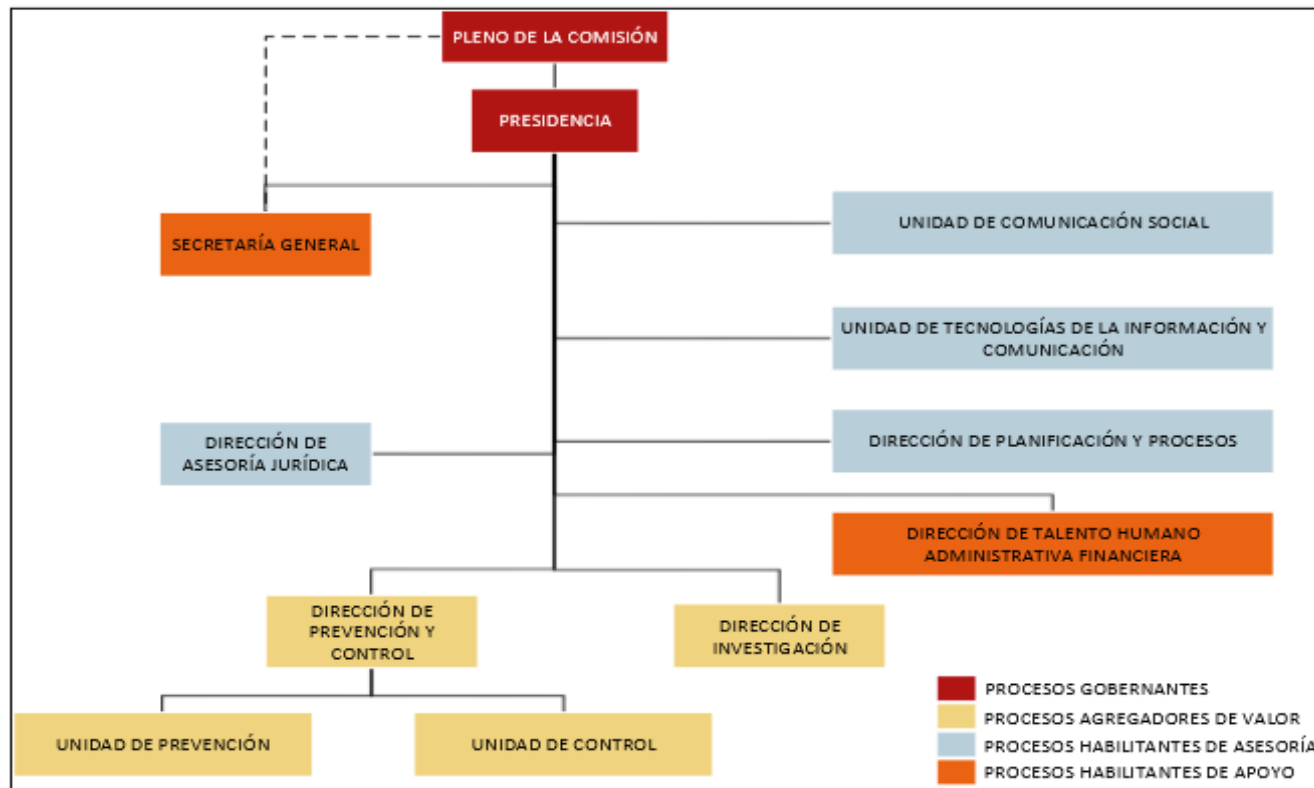 PLENO DE LA COMISIÓN
PRESIDENCIA
SECRETARÍA GENERAL
UNIDAD DE COMUNICACIÓN SOCIAL
UNIDAD DE TECNOLOGÍAS DE LA INFORMACIÓN Y
COMUNICACIÓN
DIRECCIÓN DE
ASESORÍA JURÍDICA
DIRECCIÓN DE PLANIFICACIÓN Y PROCESOS
DIRECCIÓN DE TALENTO HUMANO
ADMINISTRATIVA FINANCIERA
DIRECCIÓN DE
PREVENCIÓN Y
CONTROL
DIRECCIÓN DE
INVESTIGACIÓN
UNIDAD DE PREVENCIÓN
UNIDAD DE CONTROL
PROCESOS GOBERNANTES
PROCESOS AGREGADORES DE VALOR
PROCESOS HABILITANTES DE ASESORÍA
PROCESOS HABILITANTES DE APOYO